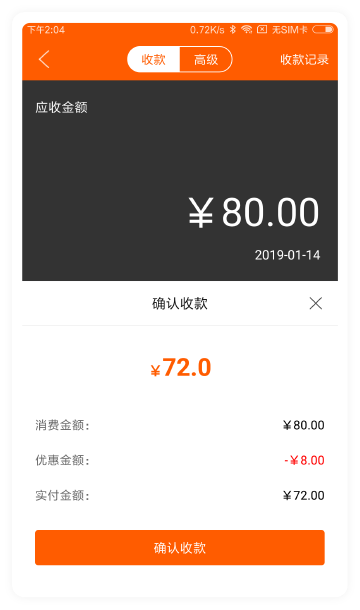 下午2:04 0.72K/s 无SIM卡
收款 高级 收款记录
应收金额
￥80.00
2019-01-14
确认收款
￥72.0
消费金额: ￥80.00
优惠金额: -￥8.00
实付金额: ￥72.00
确认收款